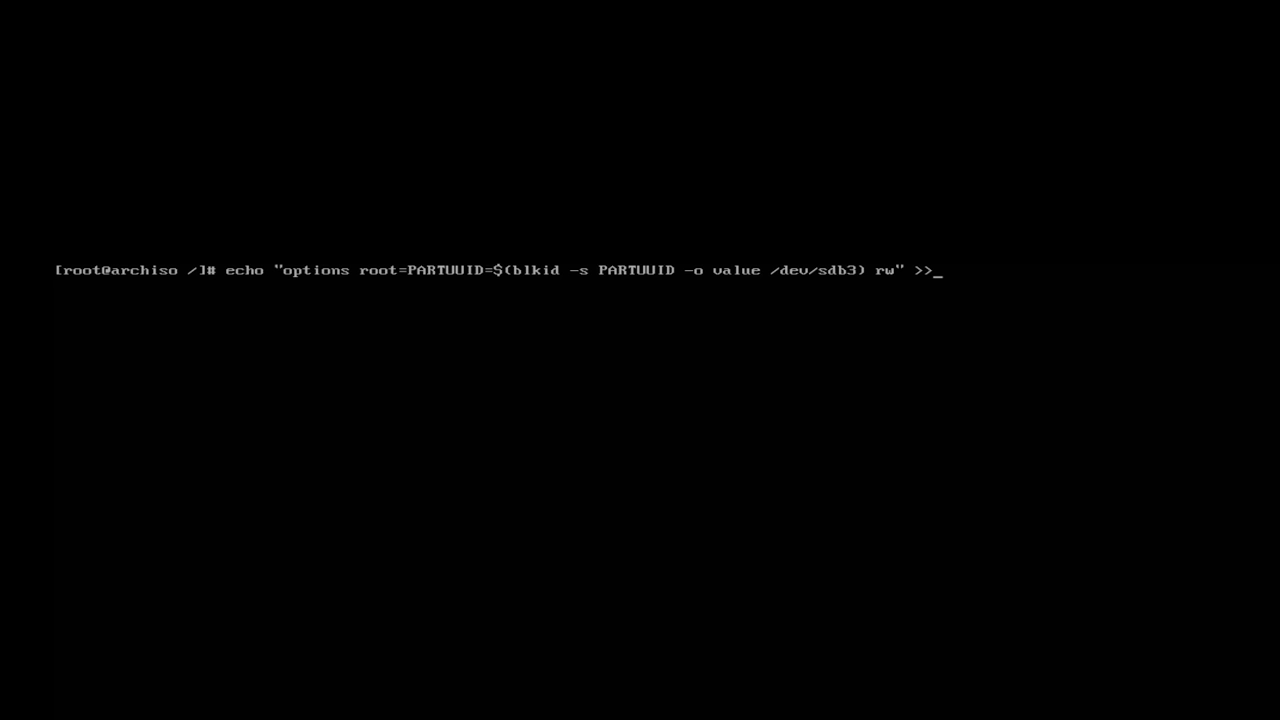 [root@archiso /]# echo "options root=PARTUUID=$(blkid -s PARTUUID -o value /dev/sdb3) rw" >>_